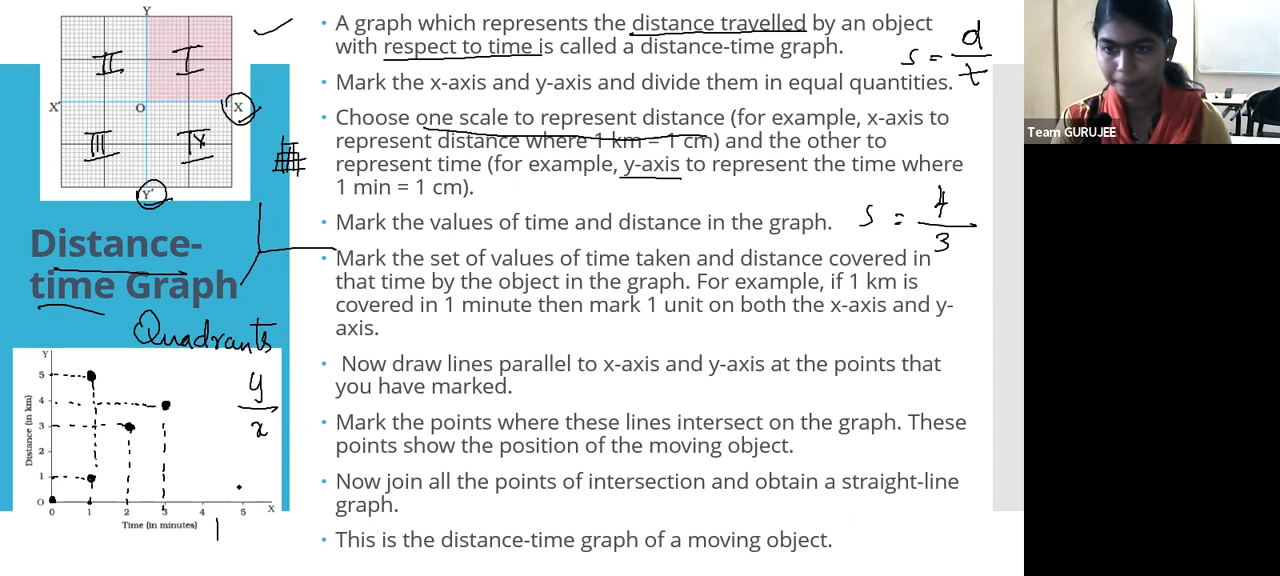 Y
II
I
X'
O
X
III
IV
Y'
Distance-
time Graph
Quadrants
Y
5
4
3
2
1
O
0
1
2
3
4
5
X
Distance (in km)
Time (in minutes)
y
x
• A graph which represents the distance travelled by an object
with respect to time is called a distance-time graph.
• Mark the x-axis and y-axis and divide them in equal quantities.
• Choose one scale to represent distance (for example, x-axis to
represent distance where 1 km = 1 cm) and the other to
represent time (for example, y-axis to represent the time where
1 min = 1 cm).
• Mark the values of time and distance in the graph.
• Mark the set of values of time taken and distance covered in
that time by the object in the graph. For example, if 1 km is
covered in 1 minute then mark 1 unit on both the x-axis and y-
axis.
• Now draw lines parallel to x-axis and y-axis at the points that
you have marked.
• Mark the points where these lines intersect on the graph. These
points show the position of the moving object.
• Now join all the points of intersection and obtain a straight-line
graph.
• This is the distance-time graph of a moving object.
s = d
t
s = 4
3
Team GURUJEE